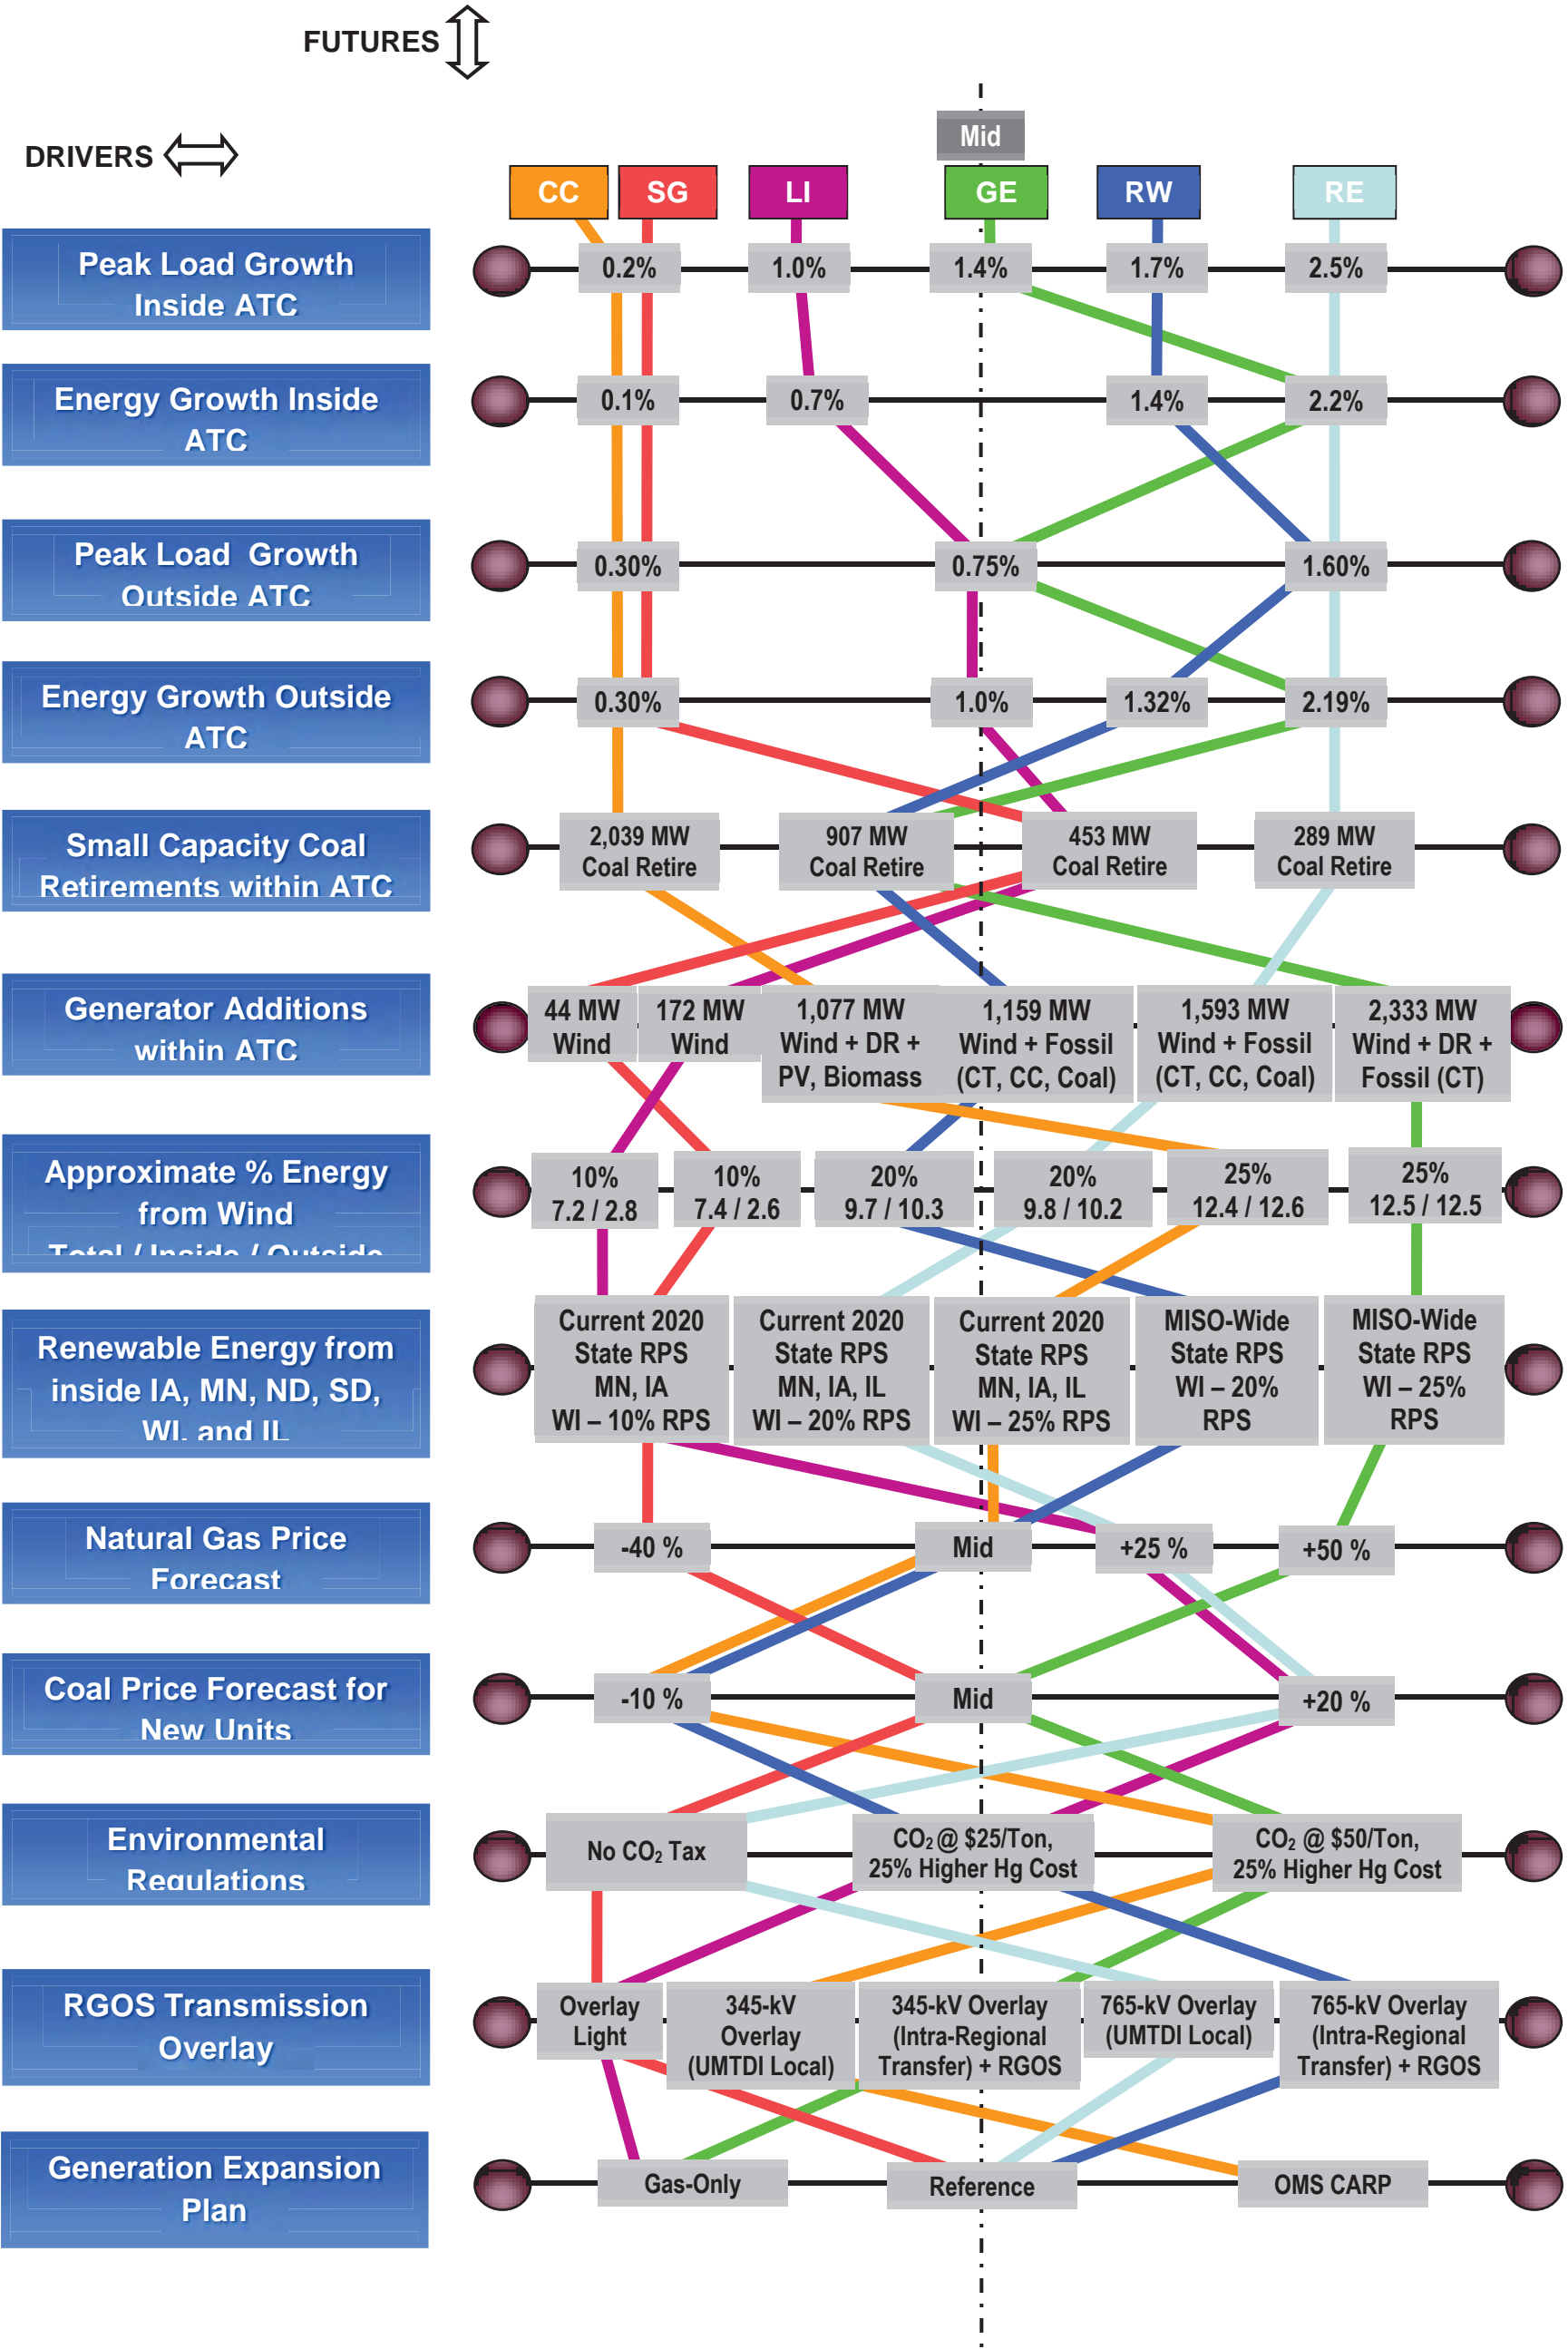 FUTURES
DRIVERS
Mid
CC SG LI GE RW RE
Peak Load Growth
Inside ATC
0.2% 1.0% 1.4% 1.7% 2.5%
Energy Growth Inside
ATC
0.1% 0.7% 1.4% 2.2%
Peak Load Growth
Outside ATC
0.30% 0.75% 1.60%
Energy Growth Outside
ATC
0.30% 1.0% 1.32% 2.19%
Small Capacity Coal
Retirements within ATC
2,039 MW
Coal Retire
907 MW
Coal Retire
453 MW
Coal Retire
289 MW
Coal Retire
Generator Additions
within ATC
44 MW
Wind
172 MW
Wind
1,077 MW
Wind + DR +
PV, Biomass
1,159 MW
Wind + Fossil
(CT, CC, Coal)
1,593 MW
Wind + Fossil
(CT, CC, Coal)
2,333 MW
Wind + DR +
Fossil (CT)
Approximate % Energy
from Wind
Total / Inside / Outside
10%
7.2 / 2.8
10%
7.4 / 2.6
20%
9.7 / 10.3
20%
9.8 / 10.2
25%
12.4 / 12.6
25%
12.5 / 12.5
Renewable Energy from
inside IA, MN, ND, SD,
WI, and IL
Current 2020
State RPS
MN, IA
WI – 10% RPS
Current 2020
State RPS
MN, IA, IL
WI – 20% RPS
Current 2020
State RPS
MN, IA, IL
WI – 25% RPS
MISO-Wide
State RPS
WI – 20%
RPS
MISO-Wide
State RPS
WI – 25%
RPS
Natural Gas Price
Forecast
-40 % Mid +25 % +50 %
Coal Price Forecast for
New Units
-10 % Mid +20 %
Environmental
Regulations
No CO₂ Tax
CO₂ @ $25/Ton,
25% Higher Hg Cost
CO₂ @ $50/Ton,
25% Higher Hg Cost
RGOS Transmission
Overlay
Overlay
Light
345-kV
Overlay
(UMTDI Local)
345-kV Overlay
(Intra-Regional
Transfer) + RGOS
765-kV Overlay
(UMTDI Local)
765-kV Overlay
(Intra-Regional
Transfer) + RGOS
Generation Expansion
Plan
Gas-Only Reference OMS CARP